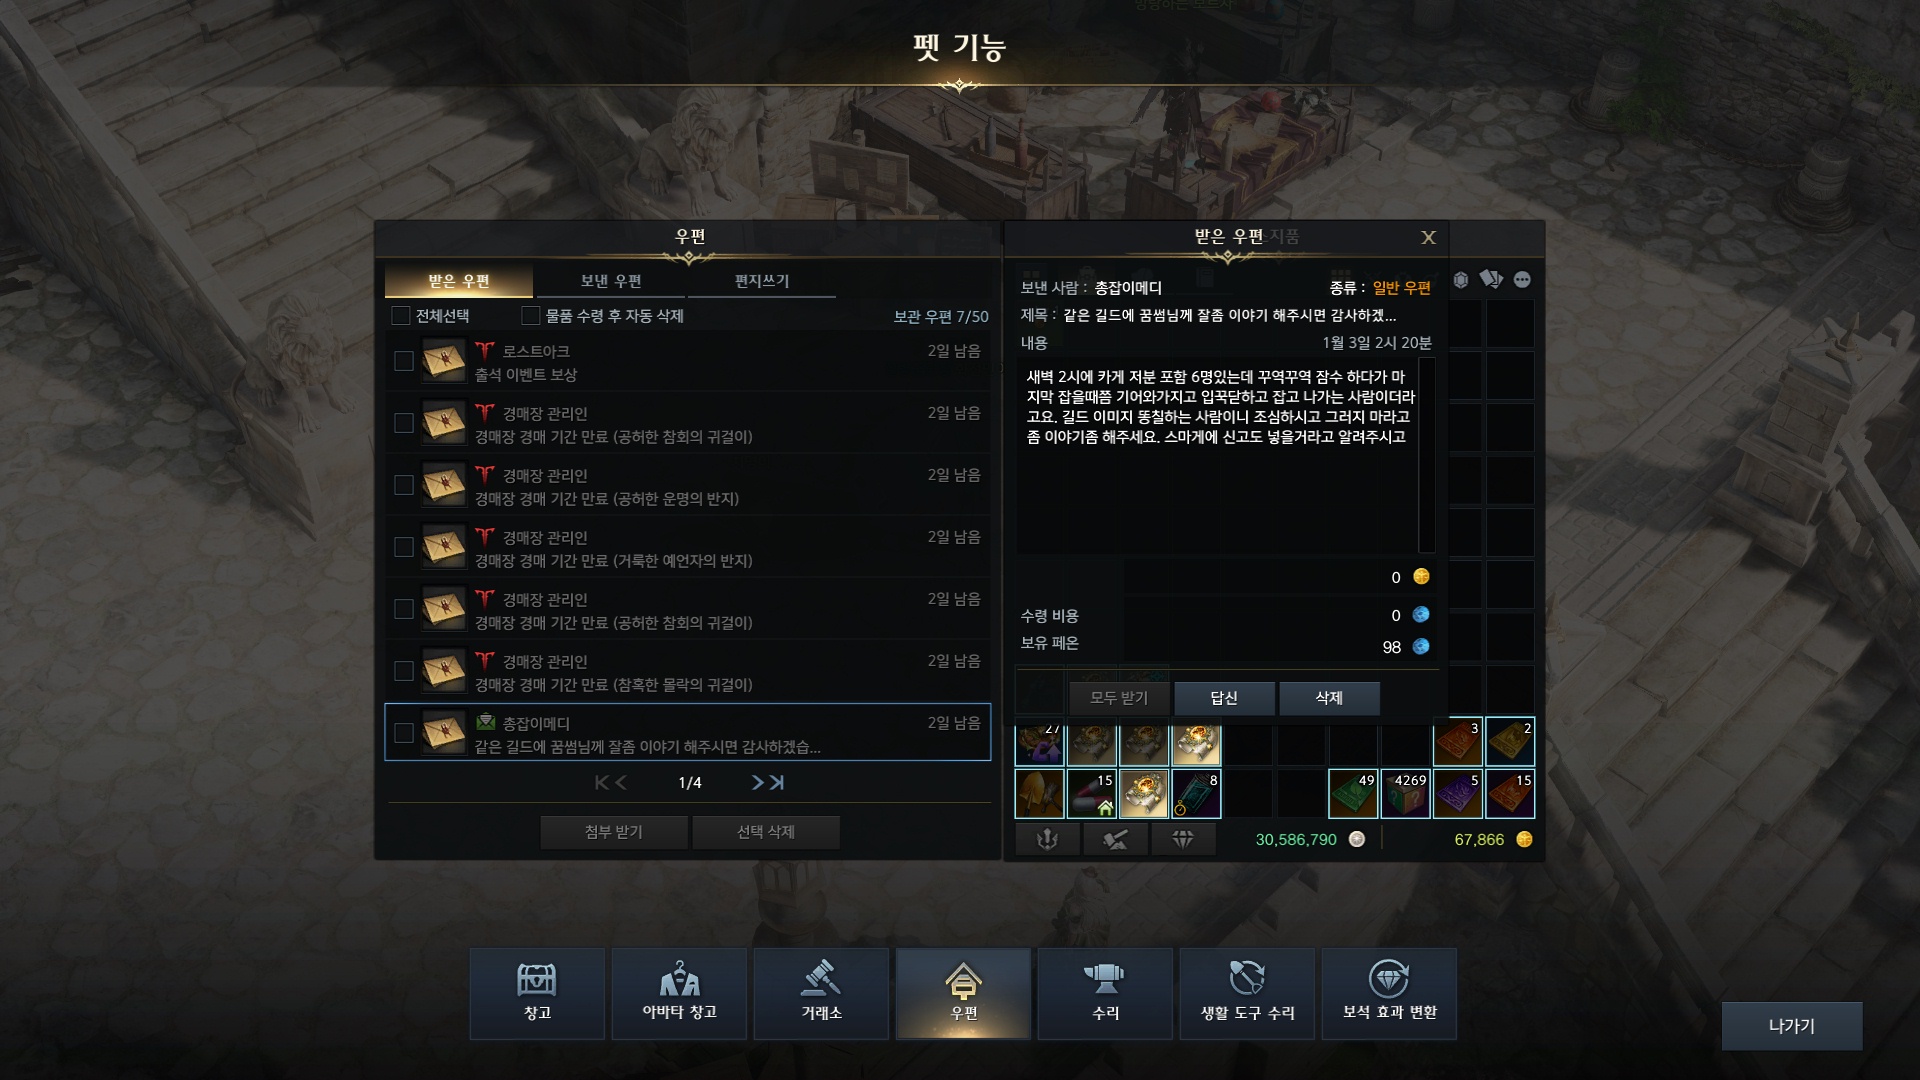 펫 기능
우편
받은 우편
보낸 우편
편지쓰기
전체선택
물품 수령 후 자동 삭제
보관 우편 7/50
로스트아크
2일 남음
출석 이벤트 보상
경매장 관리인
2일 남음
경매장 경매 기간 만료 (공허한 참회의 귀걸이)
경매장 관리인
2일 남음
경매장 경매 기간 만료 (공허한 운명의 반지)
경매장 관리인
2일 남음
경매장 경매 기간 만료 (거룩한 예언자의 반지)
경매장 관리인
2일 남음
경매장 경매 기간 만료 (공허한 참회의 귀걸이)
경매장 관리인
2일 남음
경매장 경매 기간 만료 (참혹한 몰락의 귀걸이)
총잡이메디
2일 남음
같은 길드에 꿈썸님께 잘좀 이야기 해주시면 감사하겠습...
1/4
첨부 받기
선택 삭제
받은 우편
X
보낸 사람 : 총잡이메디
종류 : 일반 우편
제목 : 같은 길드에 꿈썸님께 잘좀 이야기 해주시면 감사하겠...
내용
1월 3일 2시 20분
새벽 2시에 카게 저분 포함 6명있는데 꾸역꾸역 잠수 하다가 마
지막 잡을때쯤 기어와가지고 입꾹닫하고 잡고 나가는 사람이더라
고요. 길드 이미지 똥칠하는 사람이니 조심하시고 그러지 마라고
좀 이야기좀 해주세요. 스마게에 신고도 넣을거라고 알려주시고
0
수령 비용
0
보유 페온
98
모두 받기
답신
삭제
27
3
2
15
8
49
4269
5
15
30,586,790
67,866
창고
아바타 창고
거래소
우편
수리
생활 도구 수리
보석 효과 변환
나가기